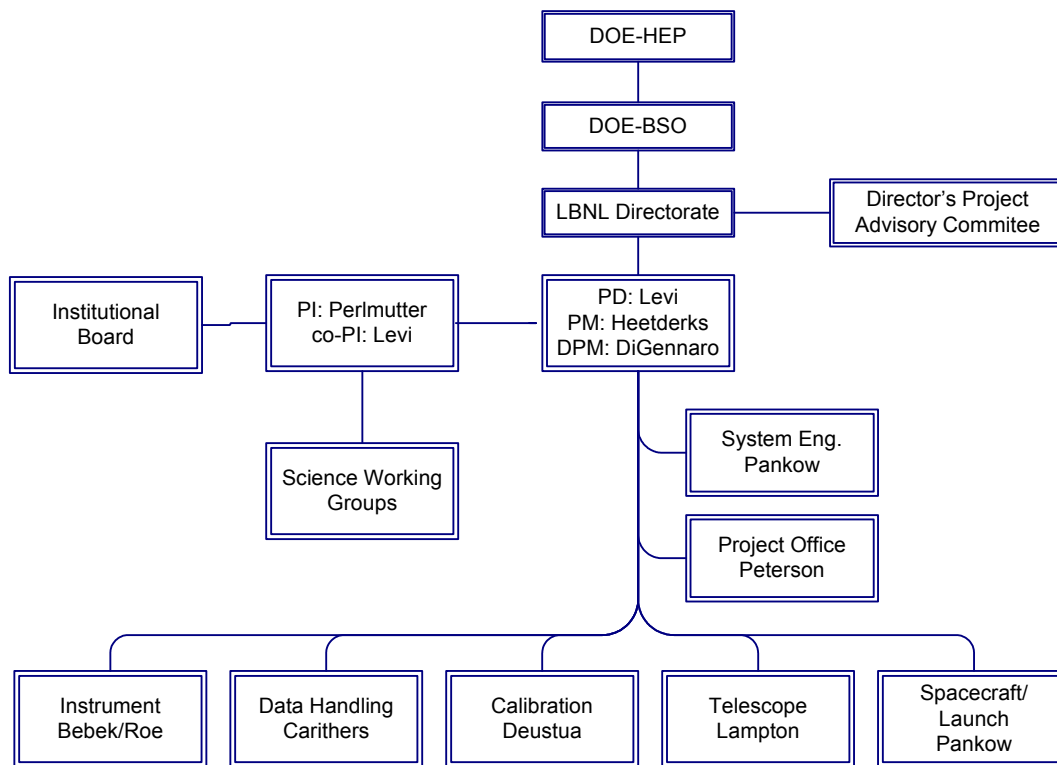 DOE-HEP
DOE-BSO
LBNL Directorate
Director’s Project
Advisory Commitee
Institutional
Board
PI: Perlmutter
co-PI: Levi
PD: Levi
PM: Heetderks
DPM: DiGennaro
Science Working
Groups
System Eng.
Pankow
Project Office
Peterson
Instrument
Bebek/Roe
Data Handling
Carithers
Calibration
Deustua
Telescope
Lampton
Spacecraft/
Launch
Pankow